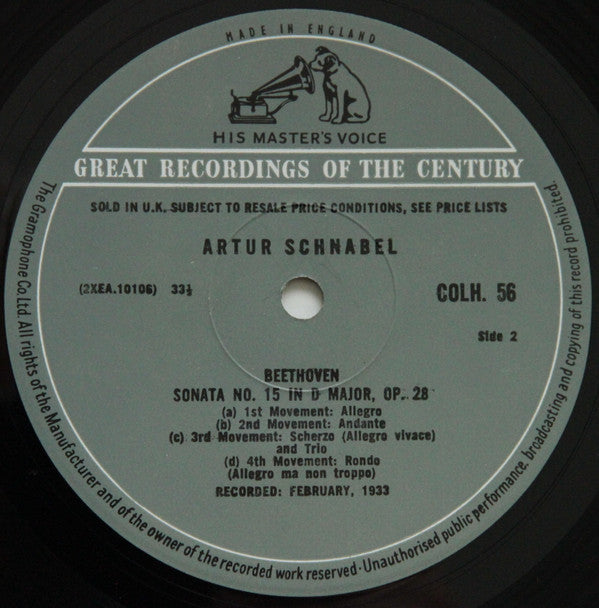 MADE IN ENGLAND
HIS MASTER'S VOICE
GREAT RECORDINGS OF THE CENTURY
SOLD IN U.K. SUBJECT TO RESALE PRICE CONDITIONS, SEE PRICE LISTS
ARTUR SCHNABEL
(2XEA.10106) 33⅓
COLH. 56
Side 2
BEETHOVEN
SONATA NO. 15 IN D MAJOR, OP. 28
(a) 1st Movement: Allegro
(b) 2nd Movement: Andante
(c) 3rd Movement: Scherzo (Allegro vivace)
and Trio
(d) 4th Movement: Rondo
(Allegro ma non troppo)
RECORDED: FEBRUARY, 1933
The Gramophone Co Ltd. All rights of the Manufacturer and of the owner of the recorded work reserved · Unauthorised public performance, broadcasting and copying of this record prohibited.